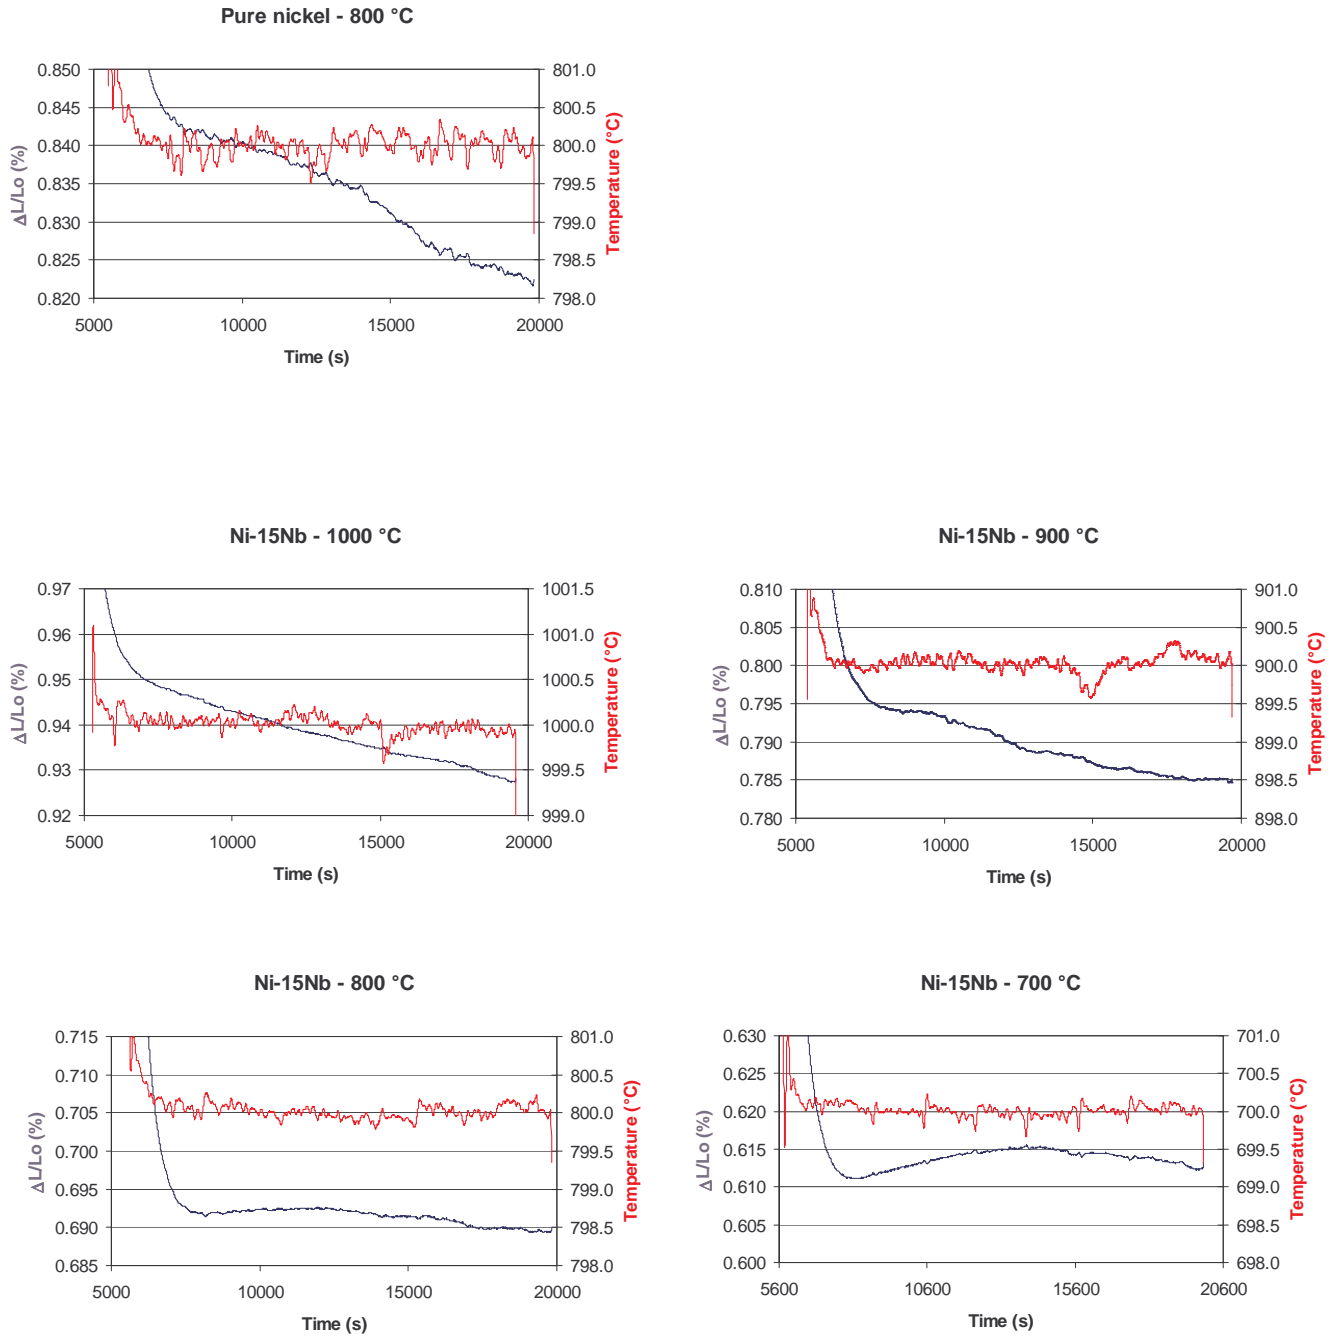 Pure nickel - 800 °C
0.850
0.845
0.840
0.835
0.830
0.825
0.820
801.0
800.5
800.0
799.5
799.0
798.5
798.0
5000 10000 15000 20000
ΔL/Lo (%)
Temperature (°C)
Time (s)
Ni-15Nb - 1000 °C
0.97
0.96
0.95
0.94
0.93
0.92
1001.5
1001.0
1000.5
1000.0
999.5
999.0
5000 10000 15000 20000
ΔL/Lo (%)
Temperature (°C)
Time (s)
Ni-15Nb - 900 °C
0.810
0.805
0.800
0.795
0.790
0.785
0.780
901.0
900.5
900.0
899.5
899.0
898.5
898.0
5000 10000 15000 20000
ΔL/Lo (%)
Temperature (°C)
Time (s)
Ni-15Nb - 800 °C
0.715
0.710
0.705
0.700
0.695
0.690
0.685
801.0
800.5
800.0
799.5
799.0
798.5
798.0
5000 10000 15000 20000
ΔL/Lo (%)
Temperature (°C)
Time (s)
Ni-15Nb - 700 °C
0.630
0.625
0.620
0.615
0.610
0.605
0.600
701.0
700.5
700.0
699.5
699.0
698.5
698.0
5600 10600 15600 20600
ΔL/Lo (%)
Temperature (°C)
Time (s)